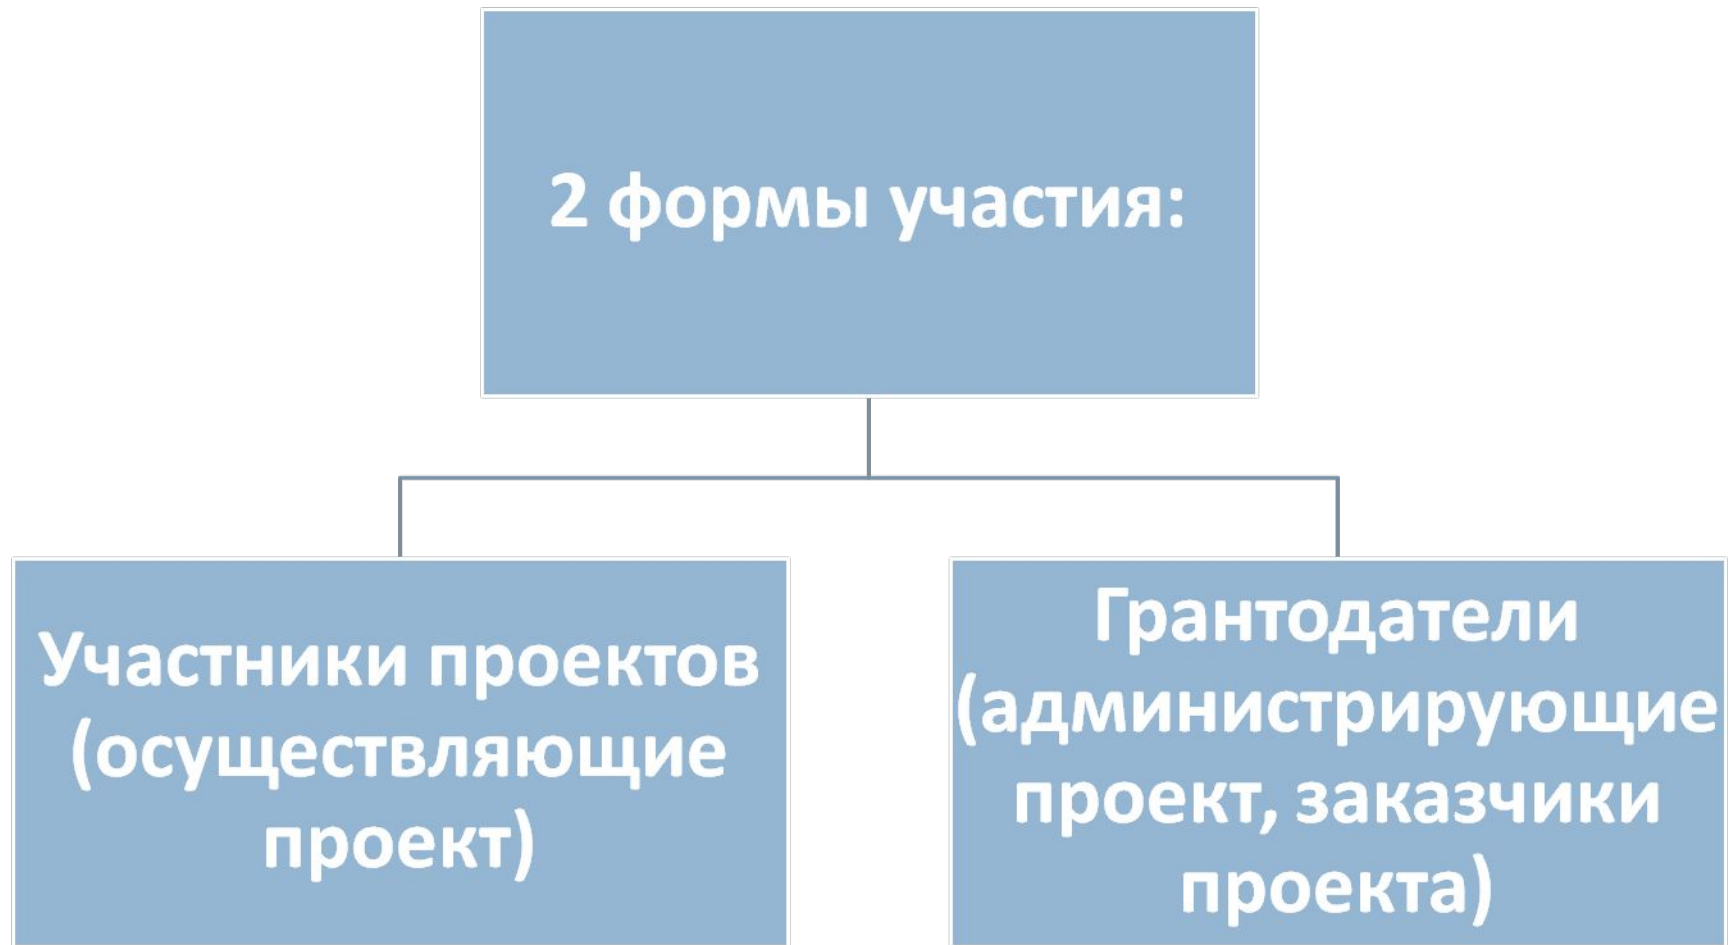 2 формы участия:
Участники проектов
(осуществляющие
проект)
Грантодатели
(администрирующие
проект, заказчики
проекта)